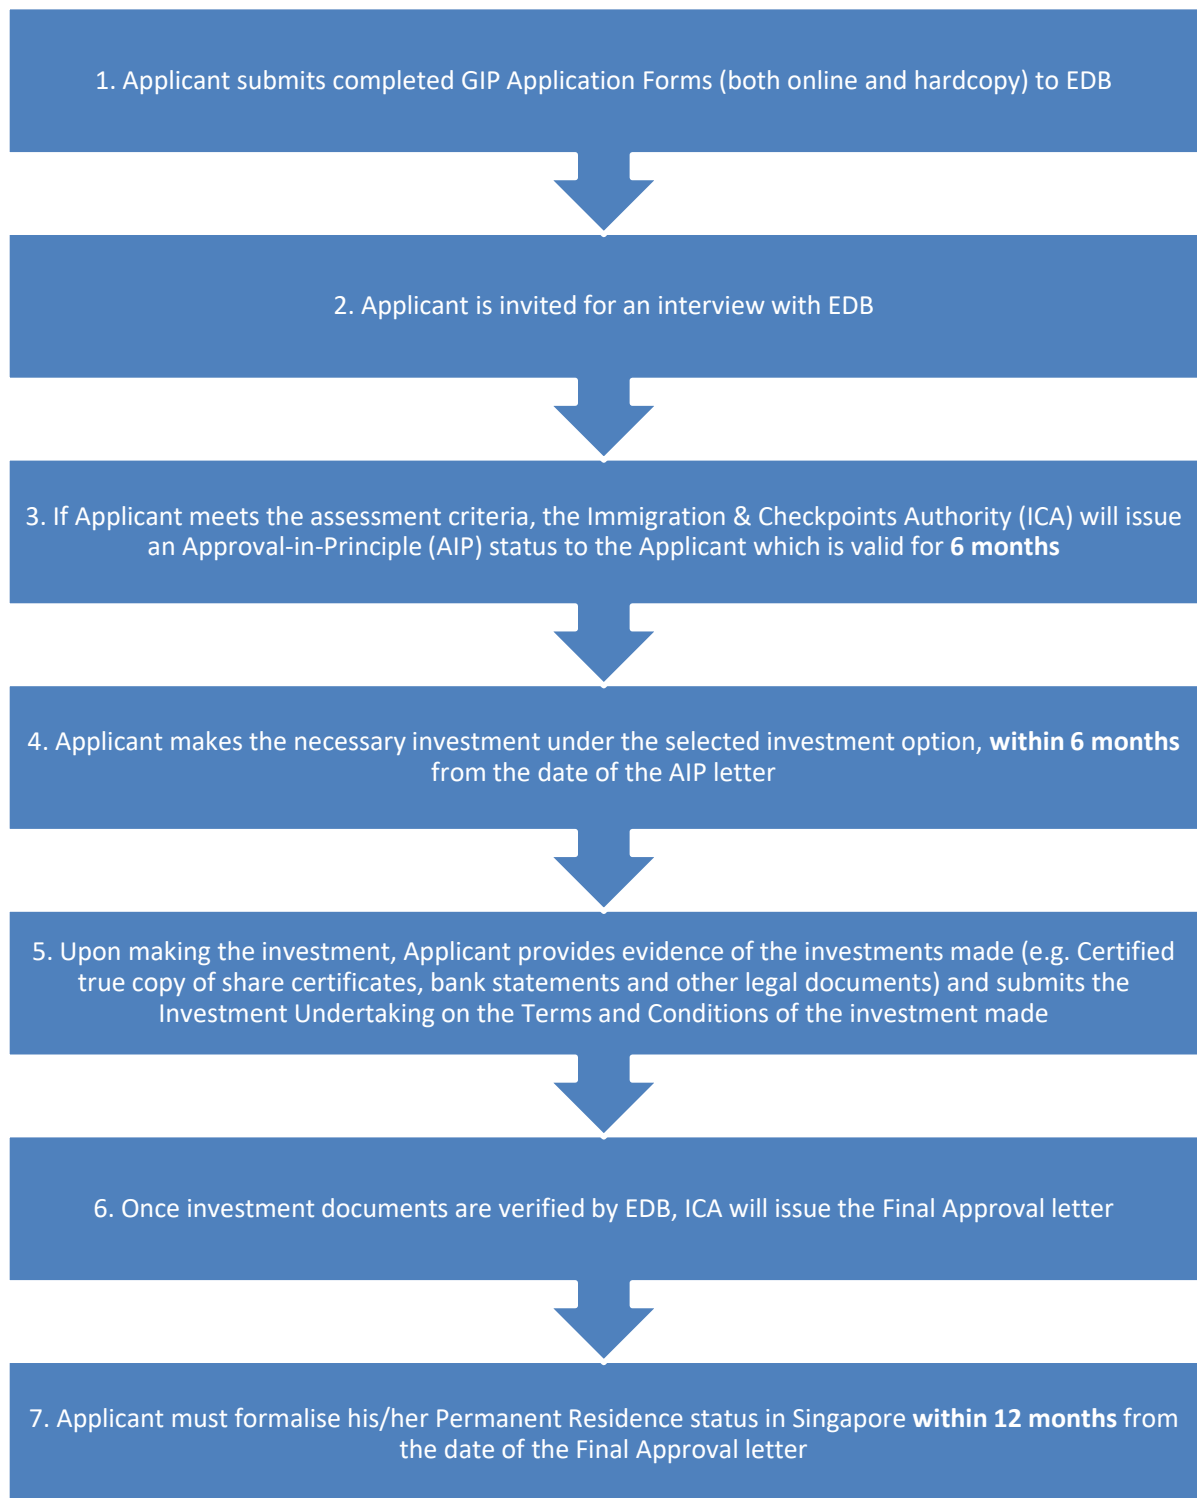 1. Applicant submits completed GIP Application Forms (both online and hardcopy) to EDB
2. Applicant is invited for an interview with EDB
3. If Applicant meets the assessment criteria, the Immigration & Checkpoints Authority (ICA) will issue
an Approval-in-Principle (AIP) status to the Applicant which is valid for 6 months
4. Applicant makes the necessary investment under the selected investment option, within 6 months
from the date of the AIP letter
5. Upon making the investment, Applicant provides evidence of the investments made (e.g. Certified
true copy of share certificates, bank statements and other legal documents) and submits the
Investment Undertaking on the Terms and Conditions of the investment made
6. Once investment documents are verified by EDB, ICA will issue the Final Approval letter
7. Applicant must formalise his/her Permanent Residence status in Singapore within 12 months from
the date of the Final Approval letter